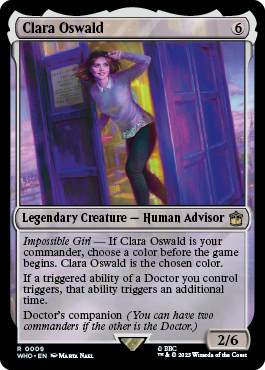 Clara Oswald 6
Legendary Creature — Human Advisor
Impossible Girl — If Clara Oswald is your
commander, choose a color before the game
begins. Clara Oswald is the chosen color.
If a triggered ability of a Doctor you control
triggers, that ability triggers an additional
time.
Doctor's companion (You can have two
commanders if the other is the Doctor.)
2/6
R 0009
WHO • EN MARTA NAEL
© BBC
™ & © 2023 Wizards of the Coast